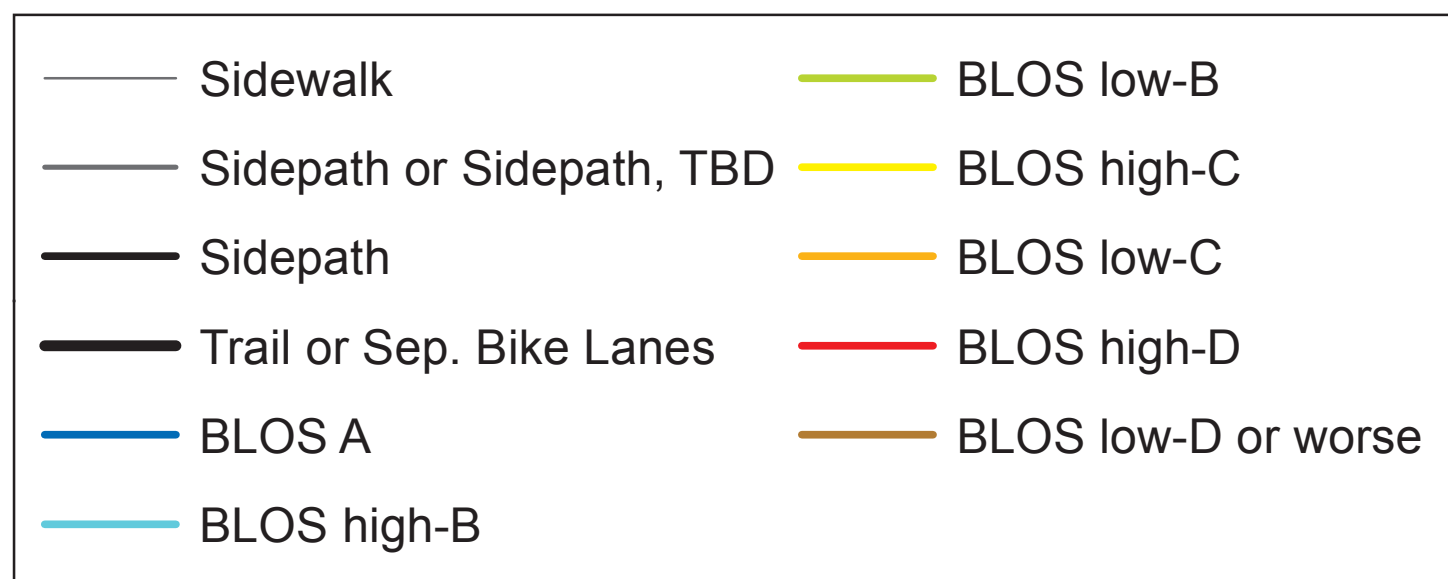 Sidewalk
Sidepath or Sidepath, TBD
Sidepath
Trail or Sep. Bike Lanes
BLOS A
BLOS high-B
BLOS low-B
BLOS high-C
BLOS low-C
BLOS high-D
BLOS low-D or worse